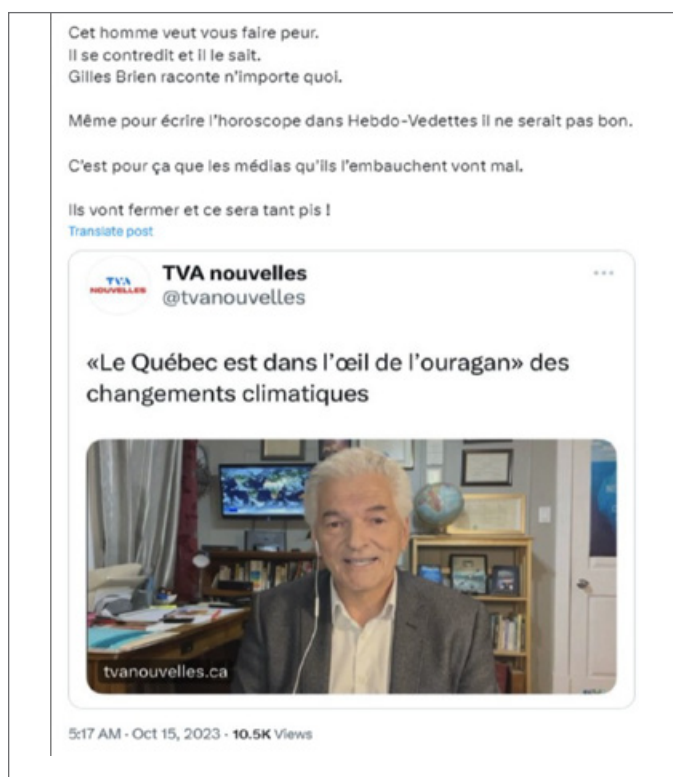 Cet homme veut vous faire peur.
Il se contredit et il le sait.
Gilles Brien raconte n'importe quoi.
Même pour écrire l'horoscope dans Hebdo-Vedettes il ne serait pas bon.
C'est pour ça que les médias qu'ils l'embauchent vont mal.
Ils vont fermer et ce sera tant pis !
Translate post
TVA NOUVELLES
TVA nouvelles
@tvanouvelles
«Le Québec est dans l'œil de l'ouragan» des
changements climatiques
tvanouvelles.ca
5:17 AM · Oct 15, 2023 · 10.5K Views